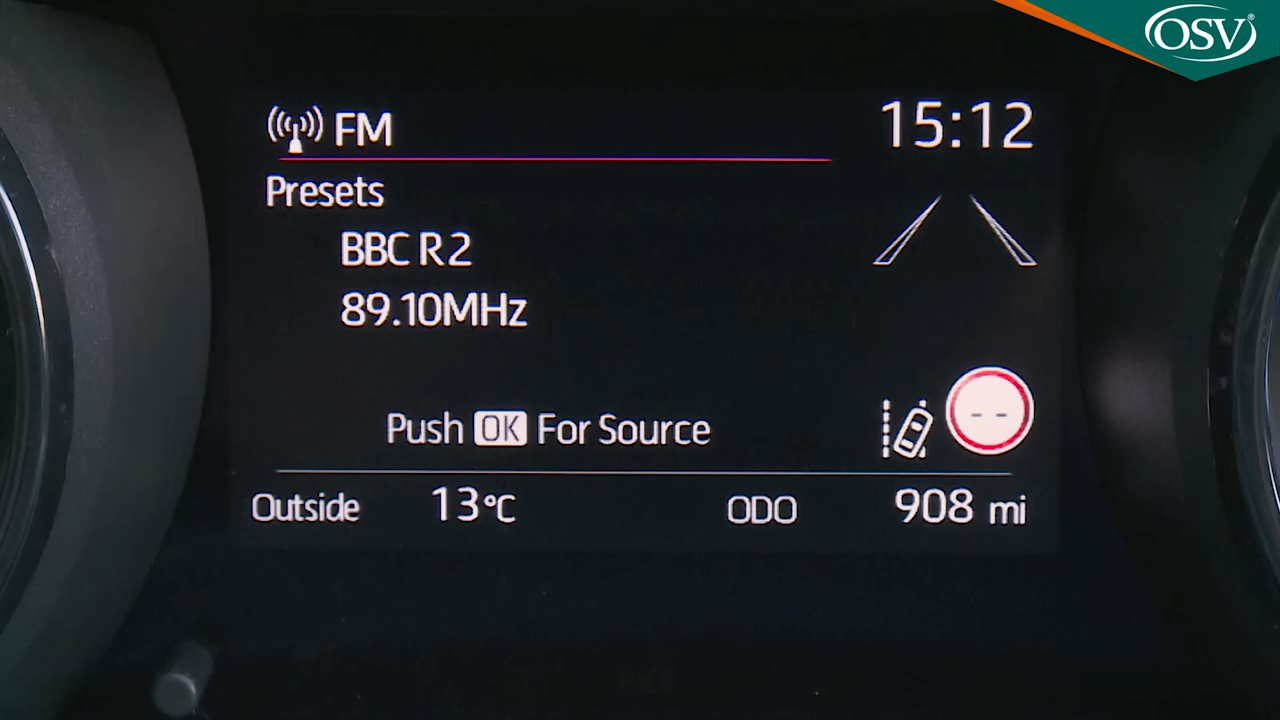 OSV®
FM
15:12
Presets
BBC R2
89.10MHz
Push OK For Source
--
Outside 13°C ODO 908 mi